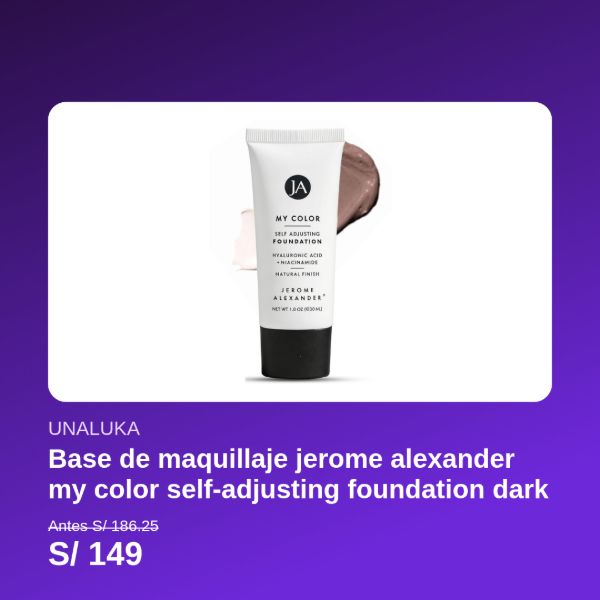 JA
MY COLOR
SELF ADJUSTING
FOUNDATION
HYALURONIC ACID
+ NIACINAMIDE
NATURAL FINISH
JEROME
ALEXANDER
UNALUKA
Base de maquillaje jerome alexander
my color self-adjusting foundation dark
Antes S/ 186.25
S/ 149